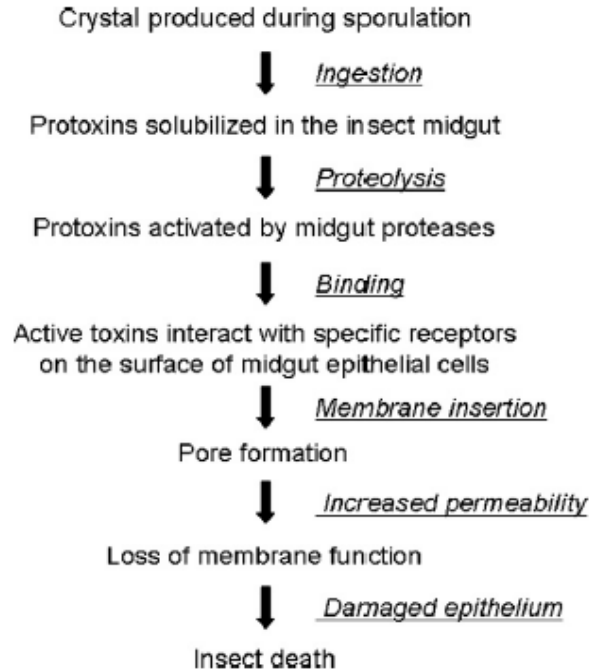 Crystal produced during sporulation
Ingestion
Protoxins solubilized in the insect midgut
Proteolysis
Protoxins activated by midgut proteases
Binding
Active toxins interact with specific receptors
on the surface of midgut epithelial cells
Membrane insertion
Pore formation
Increased permeability
Loss of membrane function
Damaged epithelium
Insect death